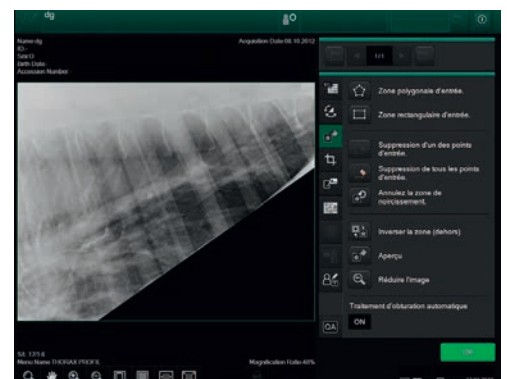 dg
Name:dg
Acquisition Date:08.10.2012
ID:-
Sex:O
Birth Date:-
Accession Number:-
1/1
Zone polygonale d'entrée.
Zone rectangulaire d'entrée.
Suppression d'un des points
d'entrée.
Suppression de tous les points
d'entrée.
Annulez la zone de
noircissement.
Inverser la zone (dehors)
Aperçu
Réduire l'image
Traitement d'obturation automatique
ON
QA
Menu Name:THORAX PROFIL
Magnification Ratio:40%